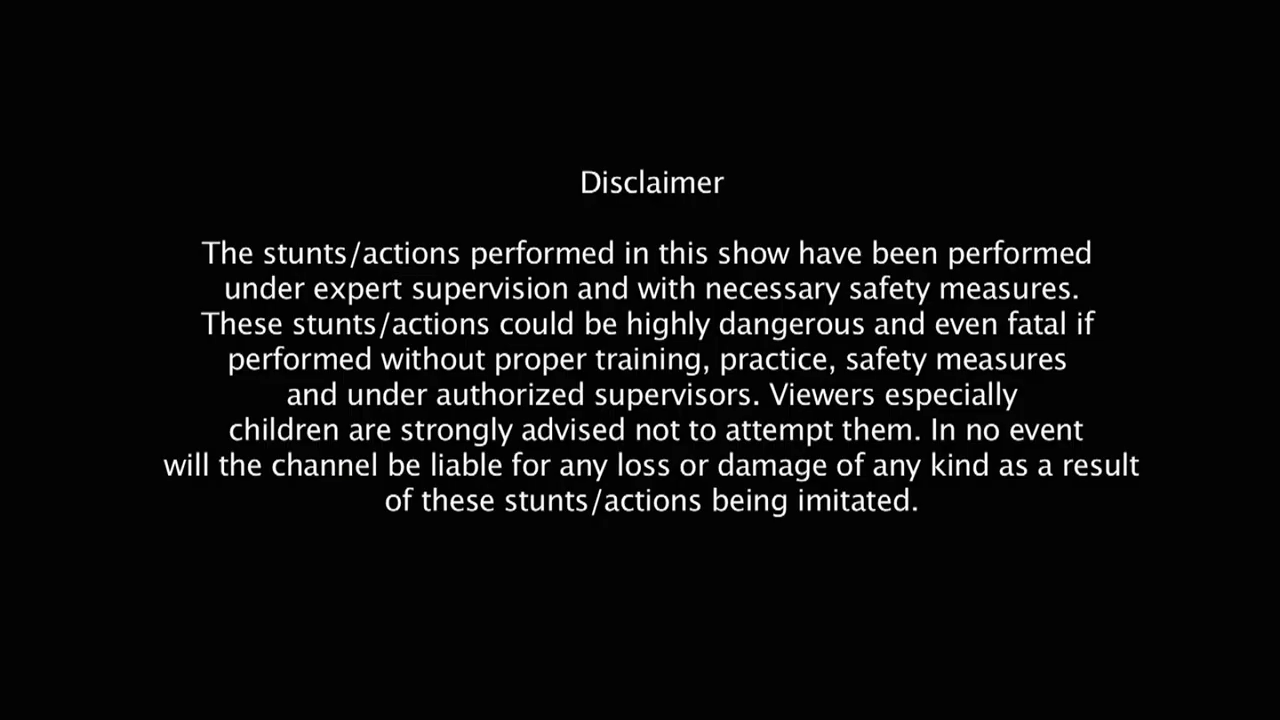 Disclaimer
The stunts/actions performed in this show have been performed
under expert supervision and with necessary safety measures.
These stunts/actions could be highly dangerous and even fatal if
performed without proper training, practice, safety measures
and under authorized supervisors. Viewers especially
children are strongly advised not to attempt them. In no event
will the channel be liable for any loss or damage of any kind as a result
of these stunts/actions being imitated.